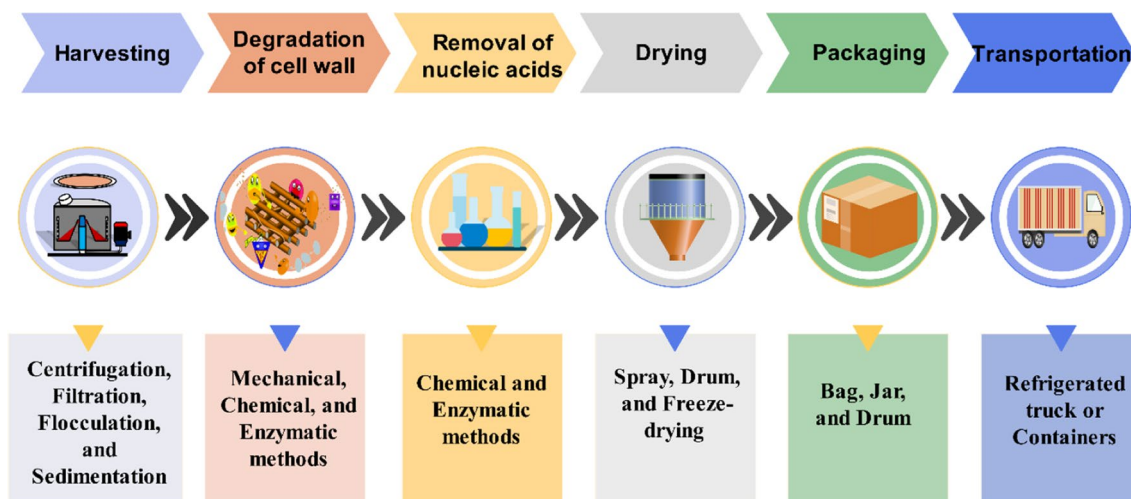 Harvesting
Degradation
of cell wall
Removal of
nucleic acids
Drying
Packaging
Transportation
Centrifugation,
Filtration,
Flocculation,
and
Sedimentation
Mechanical,
Chemical, and
Enzymatic
methods
Chemical and
Enzymatic
methods
Spray, Drum,
and Freeze-
drying
Bag, Jar,
and Drum
Refrigerated
truck or
Containers